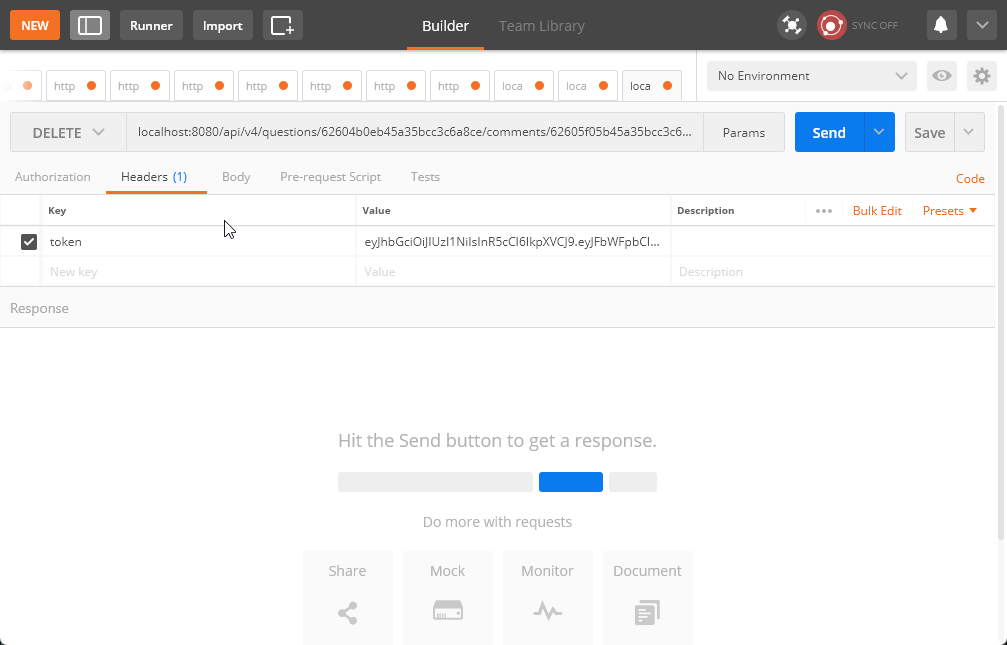 NEW Runner Import Builder Team Library SYNC OFF
http http http http http http http loca loca loca No Environment
DELETE localhost:8080/api/v4/questions/62604b0eb45a35bcc3c6a8ce/comments/62605f05b45a35bcc3c6... Params Send Save
Authorization Headers (1) Body Pre-request Script Tests Code
Key Value Description ••• Bulk Edit Presets
token eyJhbGciOiJIUzI1NiIsInR5cCI6IkpXVCJ9.eyJFbWFpbCI...
New key Value Description
Response
Hit the Send button to get a response.
Do more with requests
Share Mock Monitor Document